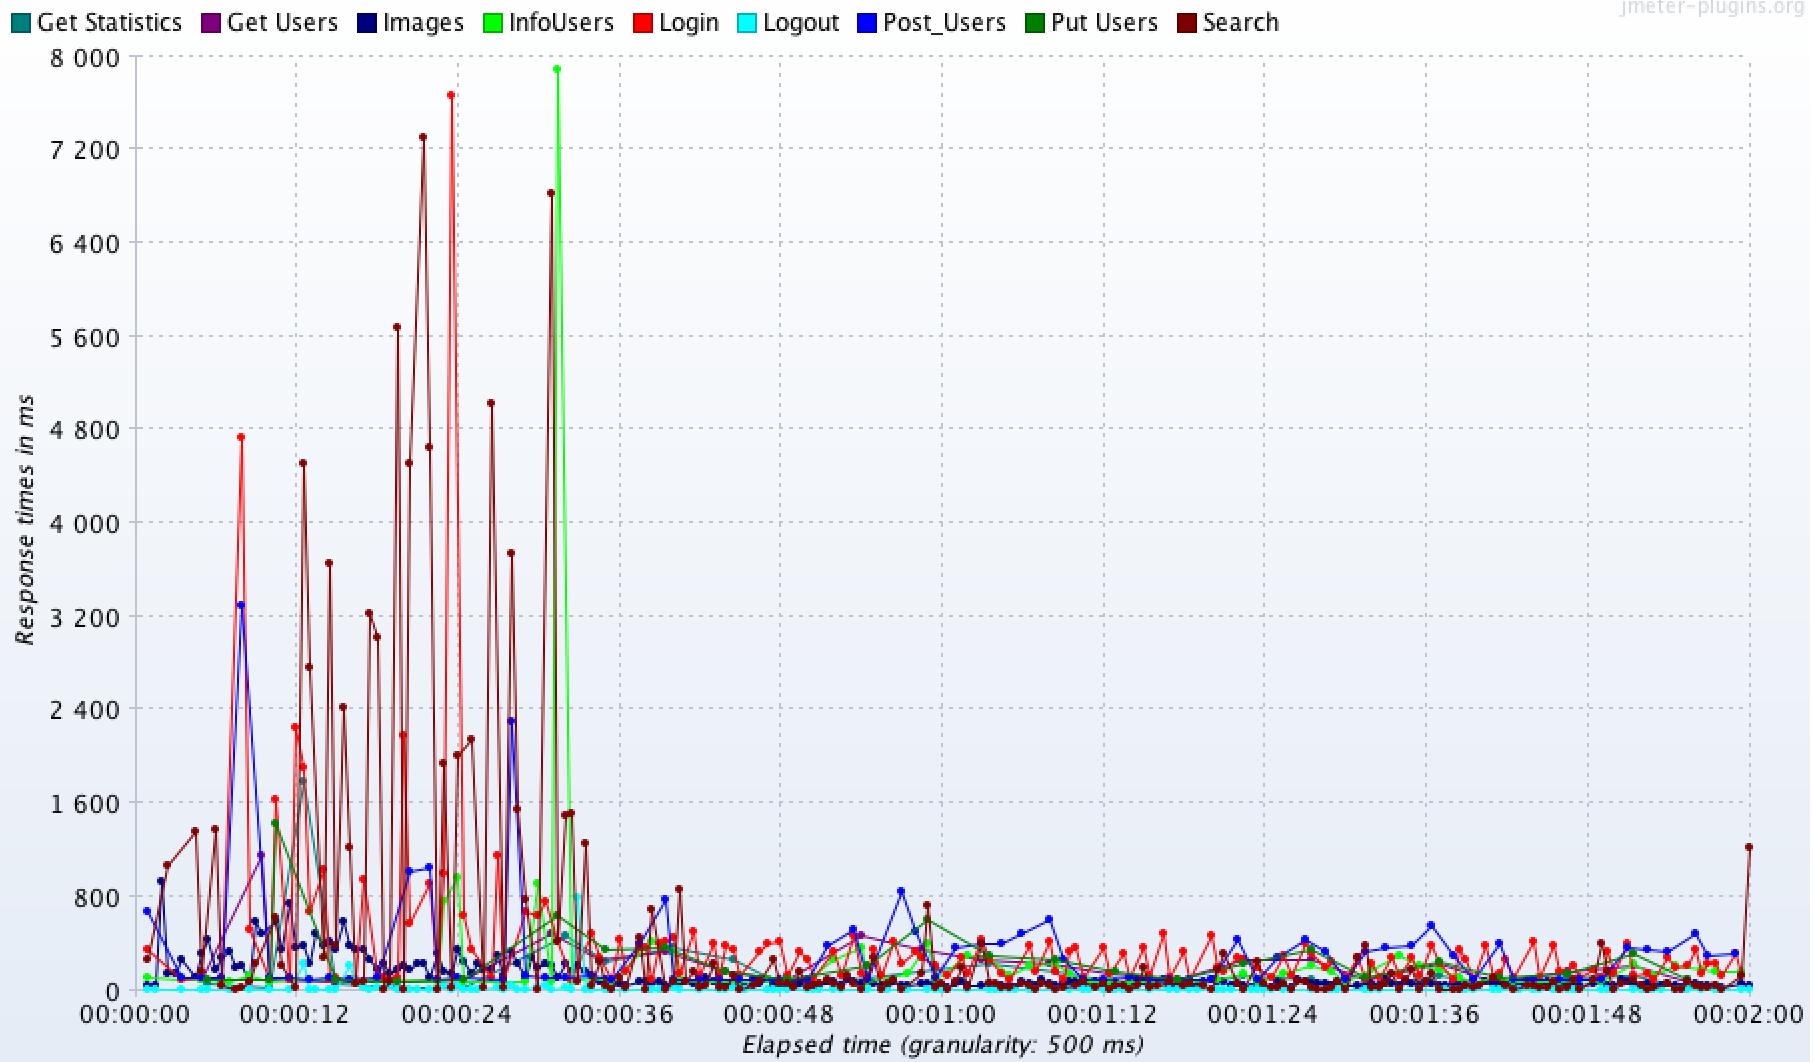 jmeter-plugins.org
Get Statistics Get Users Images InfoUsers Login Logout Post_Users Put Users Search
8 000
7 200
6 400
5 600
4 800
4 000
3 200
2 400
1 600
800
0
Response times in ms
00:00:00 00:00:12 00:00:24 00:00:36 00:00:48 00:01:00 00:01:12 00:01:24 00:01:36 00:01:48 00:02:00
Elapsed time (granularity: 500 ms)